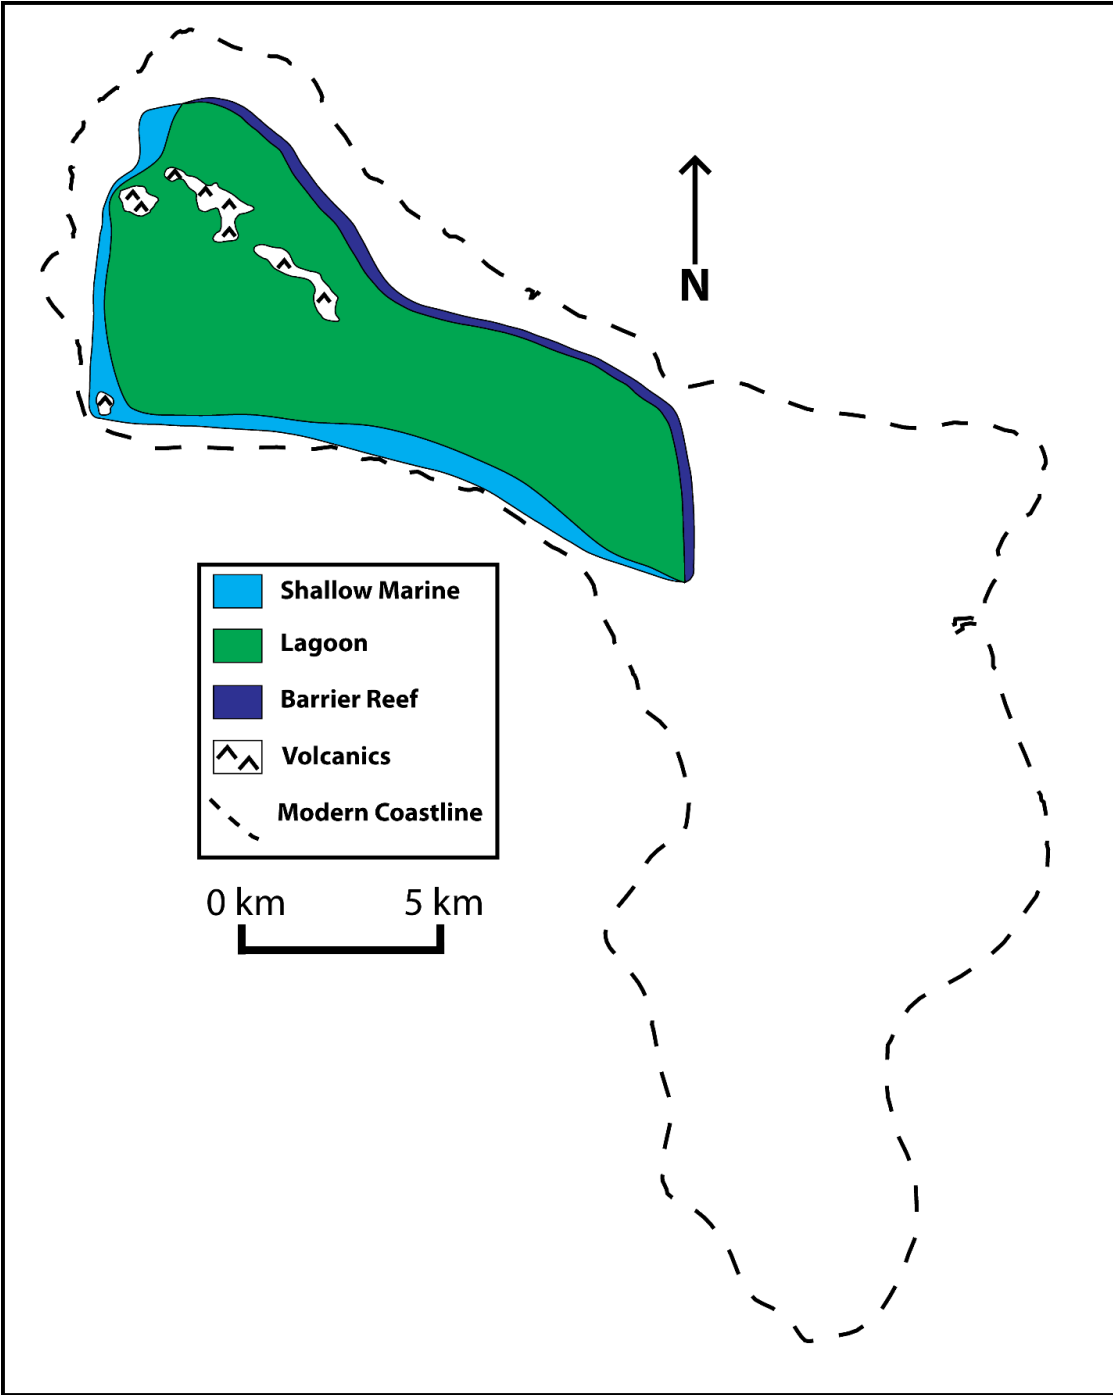 N
Shallow Marine
Lagoon
Barrier Reef
Volcanics
Modern Coastline
0 km 5 km